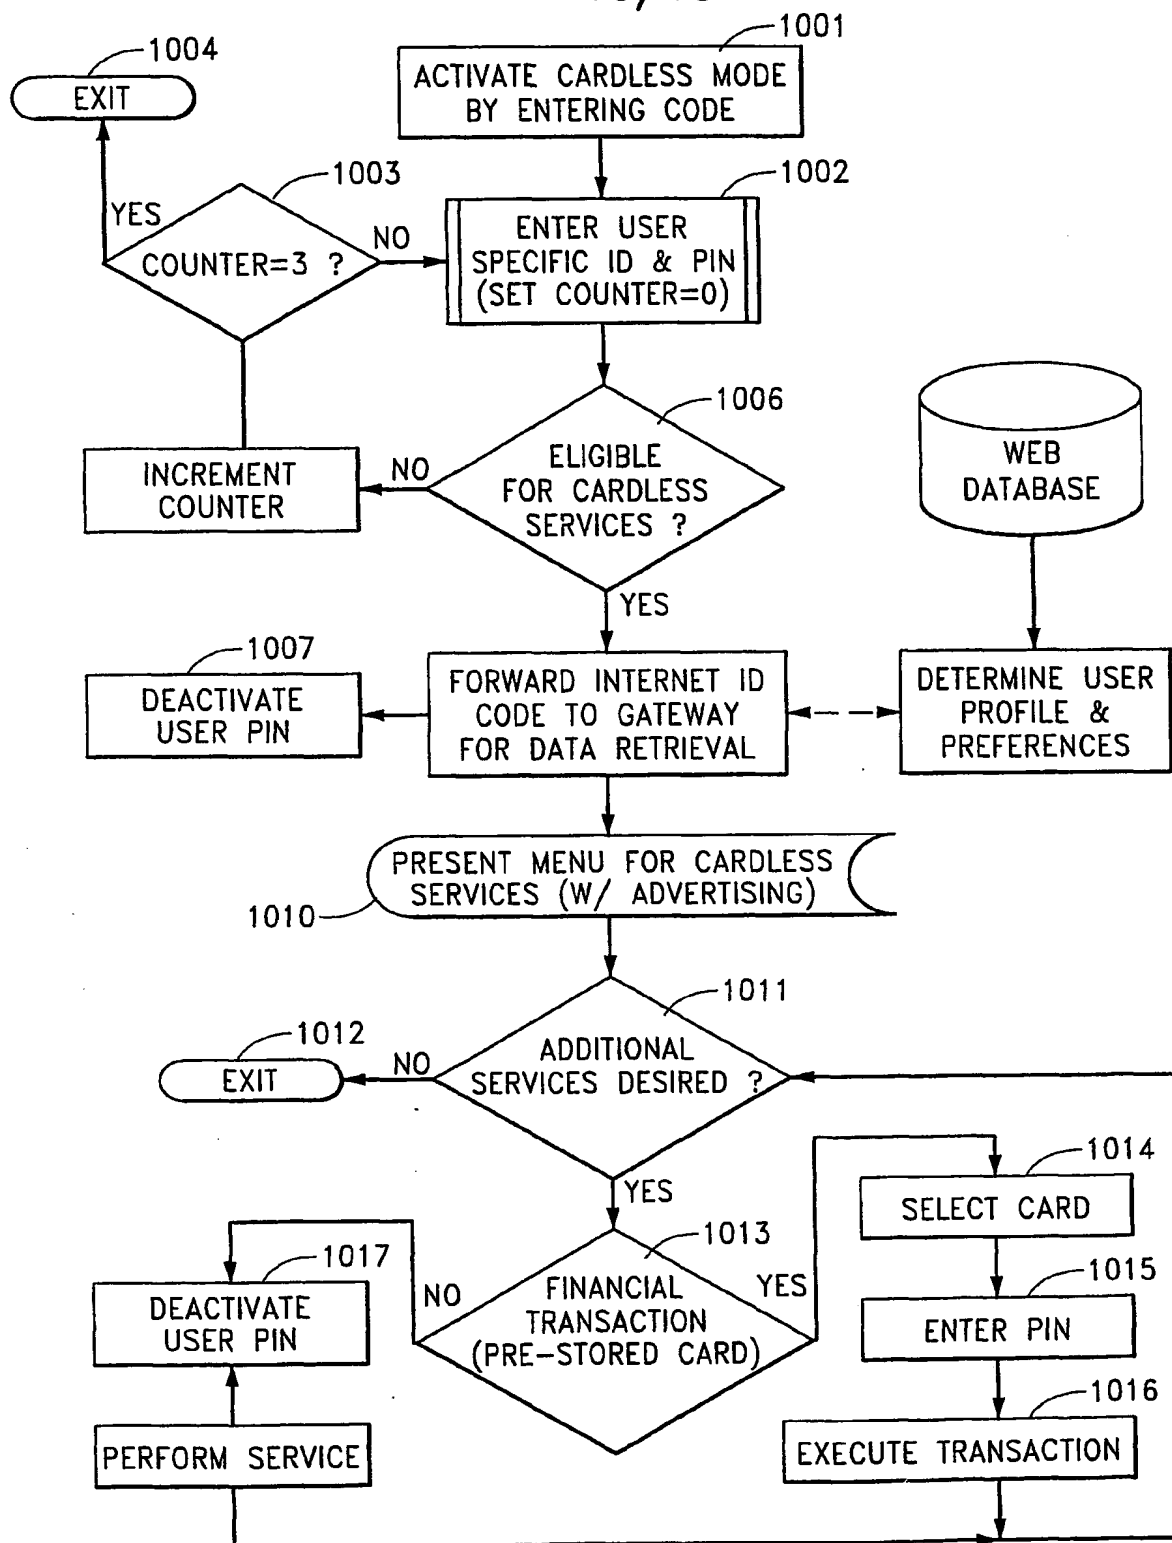 1001
1004
EXIT
ACTIVATE CARDLESS MODE
BY ENTERING CODE
1003
1002
YES
COUNTER=3 ?
NO
ENTER USER
SPECIFIC ID & PIN
(SET COUNTER=0)
1006
INCREMENT
COUNTER
NO
ELIGIBLE
FOR CARDLESS
SERVICES ?
WEB
DATABASE
YES
1007
DEACTIVATE
USER PIN
FORWARD INTERNET ID
CODE TO GATEWAY
FOR DATA RETRIEVAL
DETERMINE USER
PROFILE &
PREFERENCES
PRESENT MENU FOR CARDLESS
SERVICES (W/ ADVERTISING)
1010
1011
1012
EXIT
NO
ADDITIONAL
SERVICES DESIRED ?
YES
1014
SELECT CARD
1013
1017
DEACTIVATE
USER PIN
NO
FINANCIAL
TRANSACTION
(PRE-STORED CARD)
YES
1015
ENTER PIN
1016
PERFORM SERVICE
EXECUTE TRANSACTION